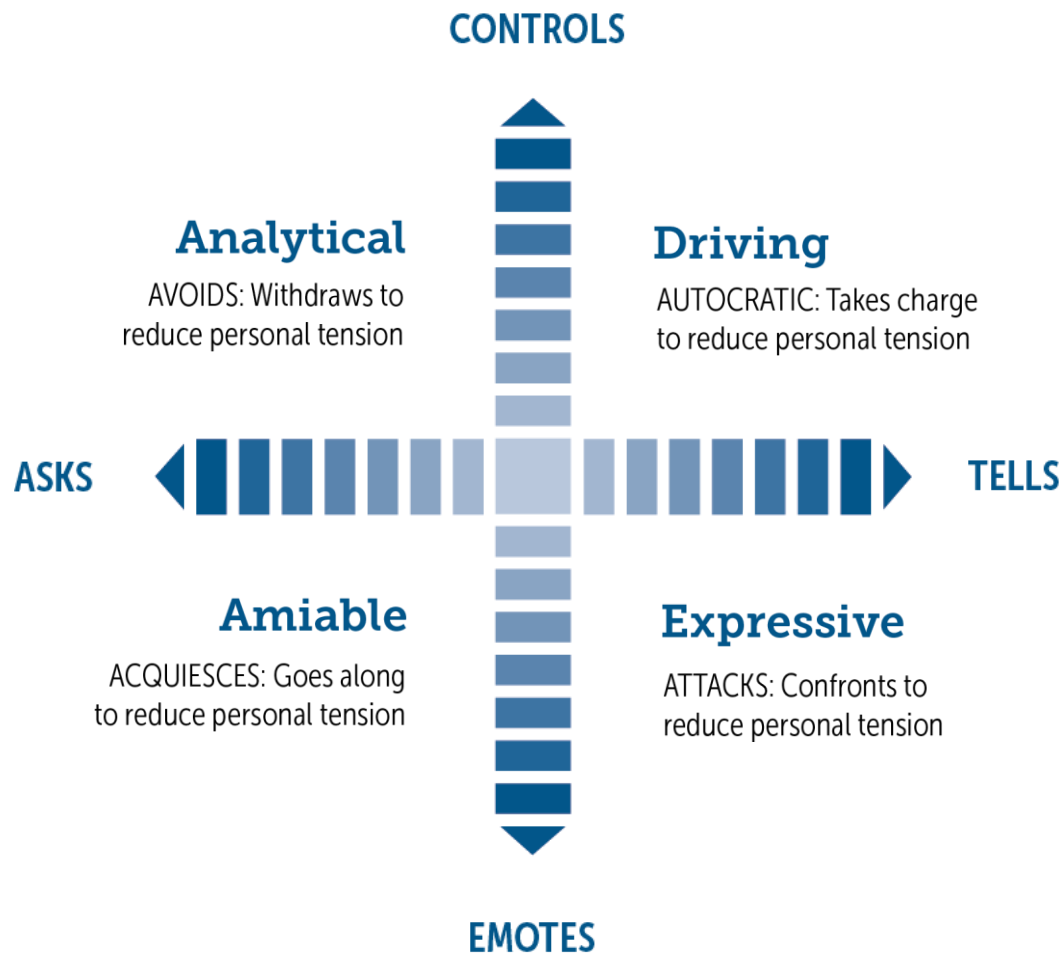 CONTROLS
Analytical
AVOIDS: Withdraws to
reduce personal tension
Driving
AUTOCRATIC: Takes charge
to reduce personal tension
ASKS
TELLS
Amiable
ACQUIESCES: Goes along
to reduce personal tension
Expressive
ATTACKS: Confronts to
reduce personal tension
EMOTES